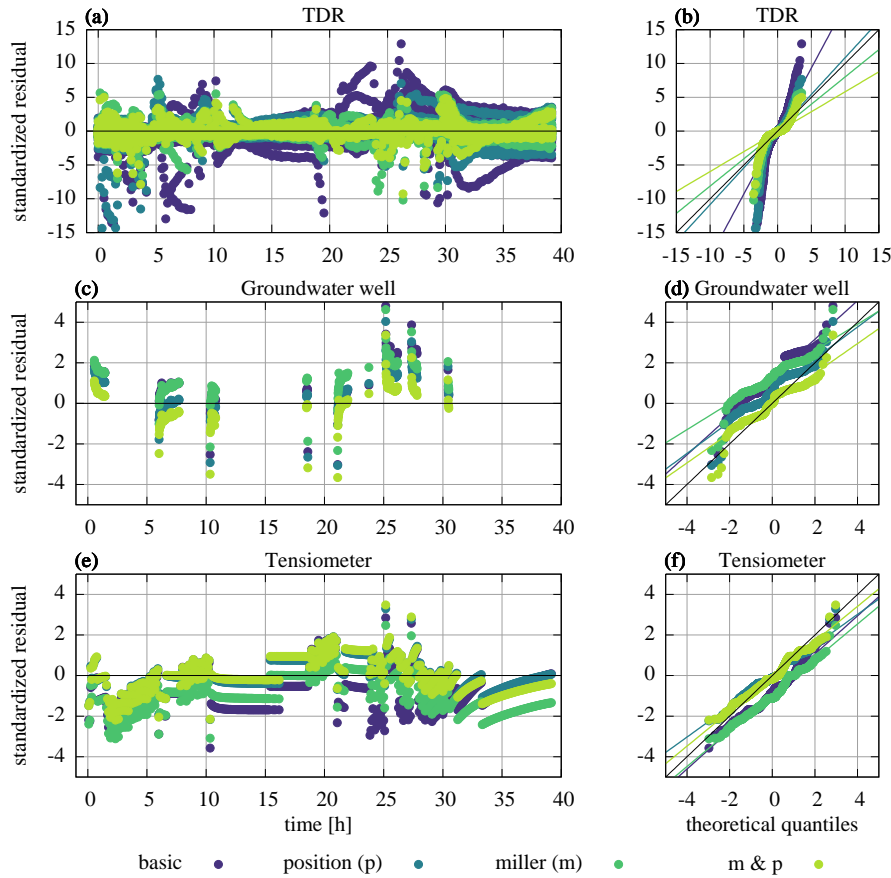 (a) TDR
(b) TDR
standardized residual
15
10
5
0
-5
-10
-15
0 5 10 15 20 25 30 35 40
15
10
5
0
-5
-10
-15
-15 -10 -5 0 5 10 15
(c) Groundwater well
(d) Groundwater well
standardized residual
4
2
0
-2
-4
0 5 10 15 20 25 30 35 40
4
2
0
-2
-4
-4 -2 0 2 4
(e) Tensiometer
(f) Tensiometer
standardized residual
4
2
0
-2
-4
0 5 10 15 20 25 30 35 40
time [h]
4
2
0
-2
-4
-4 -2 0 2 4
theoretical quantiles
basic position (p) miller (m) m & p